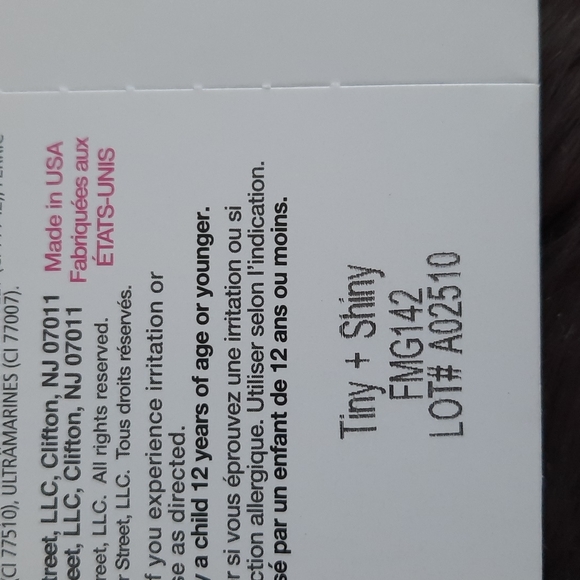 CI 77510), ULTRAMARINES (CI 77007).
treet, LLC, Clifton, NJ 07011 Made in USA
eet, LLC, Clifton, NJ 07011 Fabriquées aux
ÉTATS-UNIS
reet, LLC. All rights reserved.
r Street, LLC. Tous droits réservés.
f you experience irritation or
se as directed.
y a child 12 years of age or younger.
r si vous éprouvez une irritation ou si
ction allergique. Utiliser selon l'indication.
sé par un enfant de 12 ans ou moins.
Tiny + Shiny
FMG142
LOT# A02510